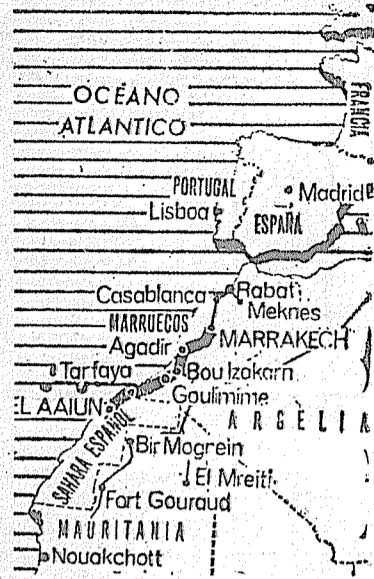 OCÉANO
ATLANTICO
FRANCIA
PORTUGAL
Madrid
Lisboa
ESPAÑA
Casablanca
Rabat
Meknes
MARRUECOS
MARRAKECH
Agadir
Tarfaya
Bou Izakarn
Goulimime
EL AAIUN
ARGELIA
SAHARA ESPAÑOL
Bir Mogrein
El Mreiti
Fort Gouraud
MAURITANIA
Nouakchott